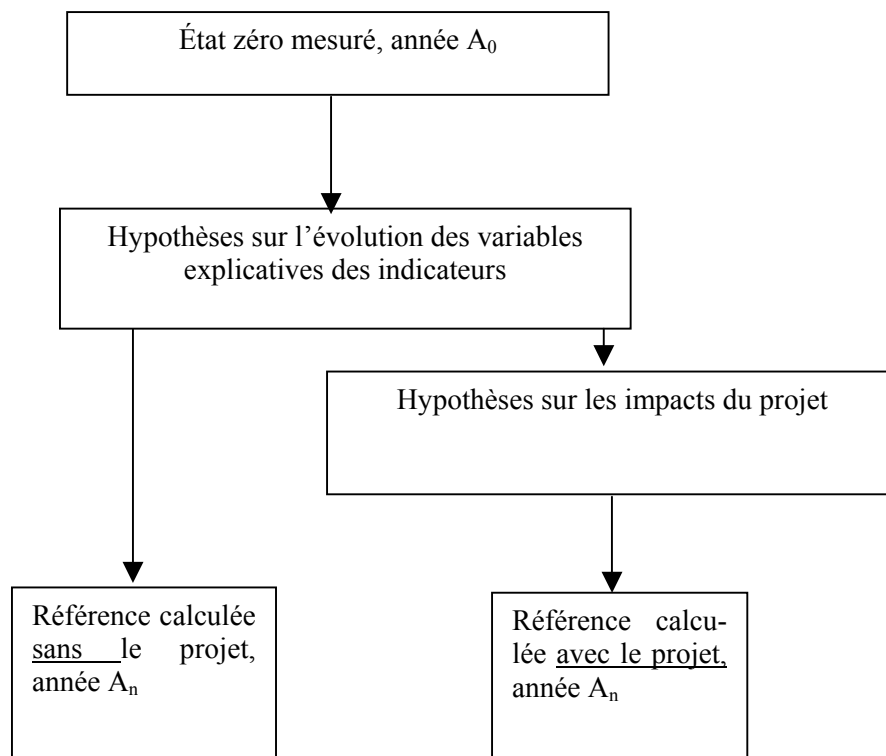 État zéro mesuré, année A₀
Hypothèses sur l’évolution des variables
explicatives des indicateurs
Hypothèses sur les impacts du projet
Référence calculée
sans le projet,
année Aₙ
Référence calcu-
lée avec le projet,
année Aₙ